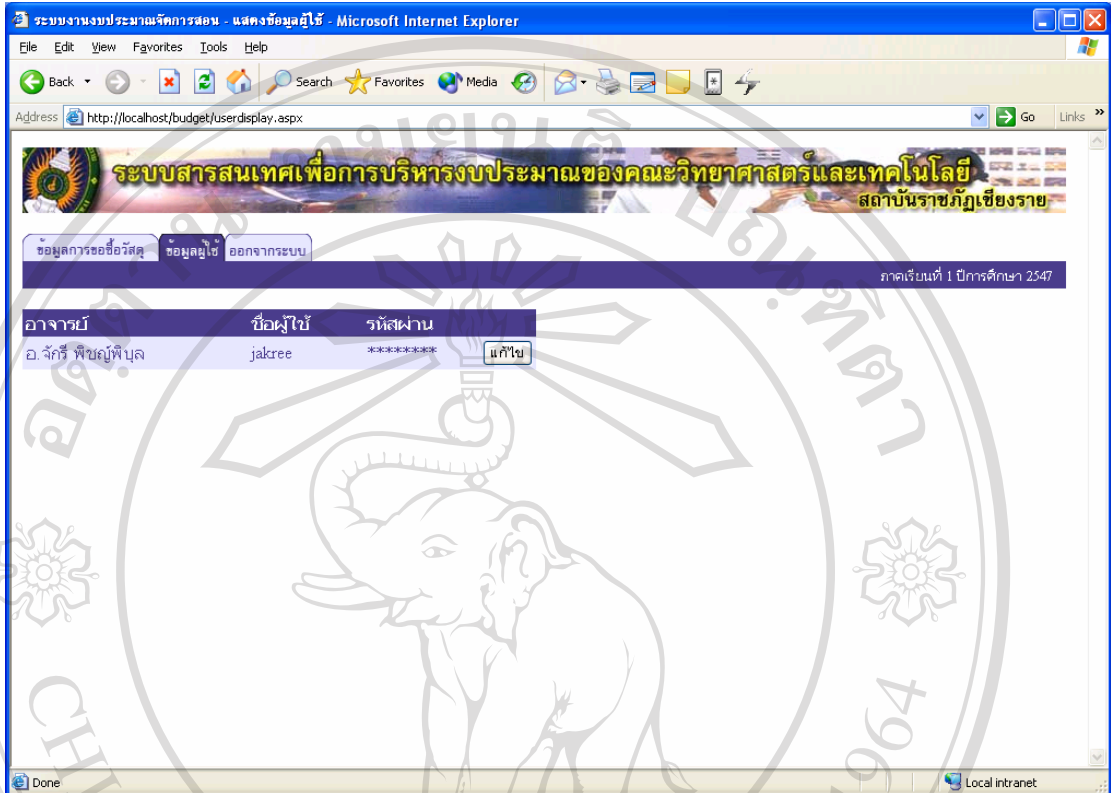 ระบบงานงบประมาณจัดการสอน - แสดงข้อมูลผู้ใช้ - Microsoft Internet Explorer
File Edit View Favorites Tools Help
Back Search Favorites Media
Address http://localhost/budget/userdisplay.aspx Go Links »
ระบบสารสนเทศเพื่อการบริหารงบประมาณของคณะวิทยาศาสตร์และเทคโนโลยี
สถาบันราชภัฏเชียงราย
ข้อมูลการขอซื้อวัสดุ ข้อมูลผู้ใช้ ออกจากระบบ
ภาคเรียนที่ 1 ปีการศึกษา 2547
อาจารย์ ชื่อผู้ใช้ รหัสผ่าน
อ.จักรี พิชญ์พิบุล jakree ******** แก้ไข
Done Local intranet